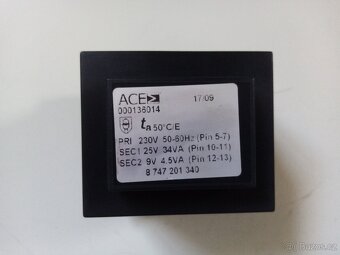 ACE 17/09
000136014
ta 50°C/E
PRI 230V 50-60Hz (Pin 5-7)
SEC1 25V 34VA (Pin 10-11)
SEC2 9V 4.5VA (Pin 12-13)
8 747 201 340